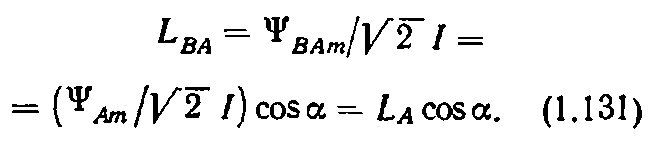 L_{BA} = Ψ_{BAm}/√2 I =
= (Ψ_{Am}/√2 I) cos α = L_A cos α. (1.131)